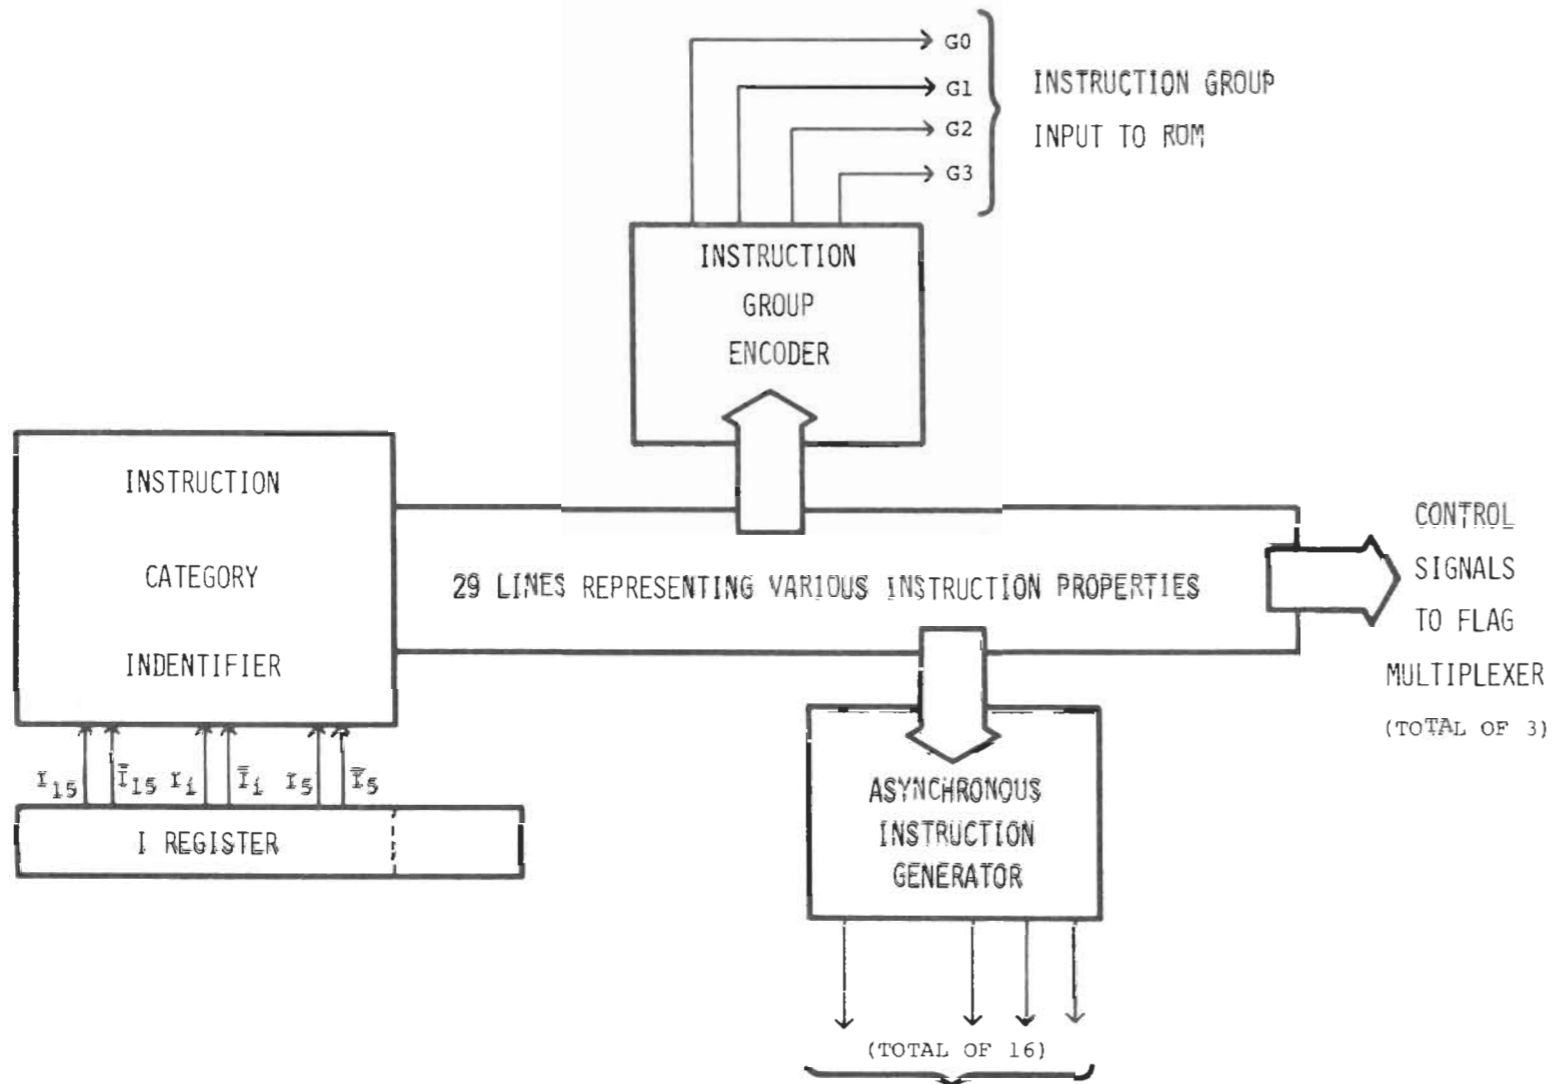 G0
G1
G2
G3
INSTRUCTION GROUP
INPUT TO ROM
INSTRUCTION
GROUP
ENCODER
INSTRUCTION
CATEGORY
INDENTIFIER
29 LINES REPRESENTING VARIOUS INSTRUCTION PROPERTIES
CONTROL
SIGNALS
TO FLAG
MULTIPLEXER
(TOTAL OF 3)
I₁₅ Ī₁₅ Iᵢ Īᵢ I₅ Ī₅
I REGISTER
ASYNCHRONOUS
INSTRUCTION
GENERATOR
(TOTAL OF 16)